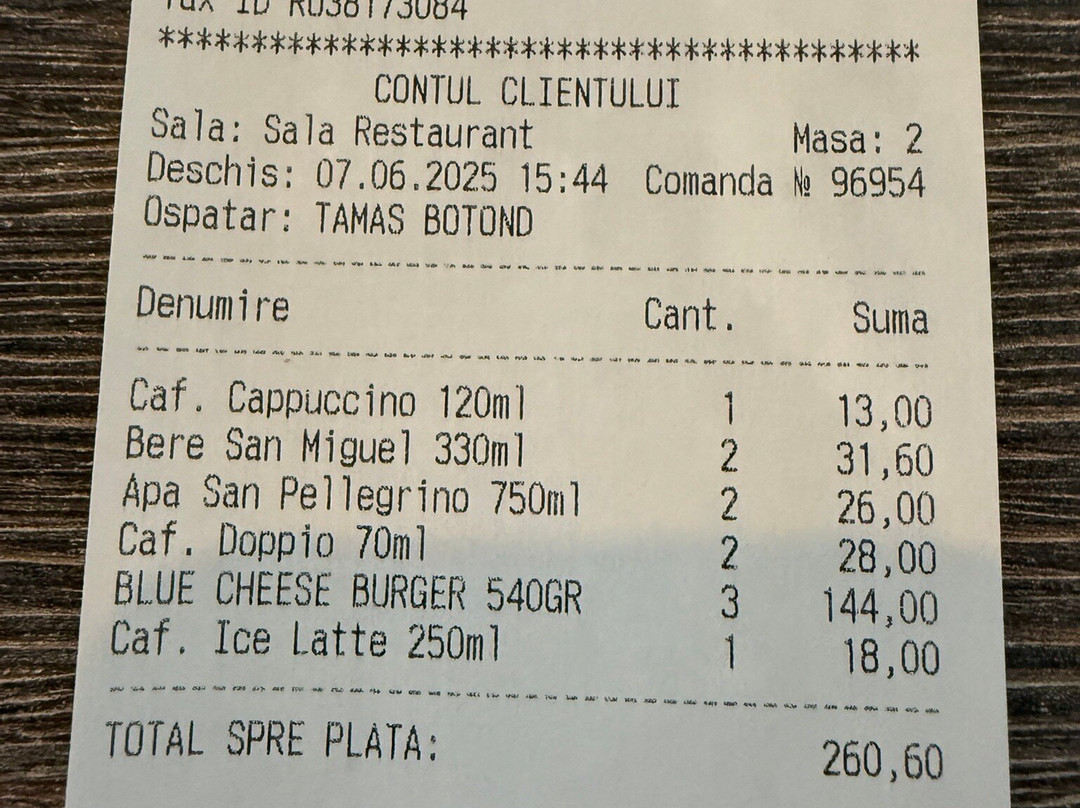 Tax ID RO38173084
******************************************
CONTUL CLIENTULUI
Sala: Sala Restaurant Masa: 2
Deschis: 07.06.2025 15:44 Comanda № 96954
Ospatar: TAMAS BOTOND
Denumire Cant. Suma
Caf. Cappuccino 120ml 1 13,00
Bere San Miguel 330ml 2 31,60
Apa San Pellegrino 750ml 2 26,00
Caf. Doppio 70ml 2 28,00
BLUE CHEESE BURGER 540GR 3 144,00
Caf. Ice Latte 250ml 1 18,00
TOTAL SPRE PLATA: 260,60